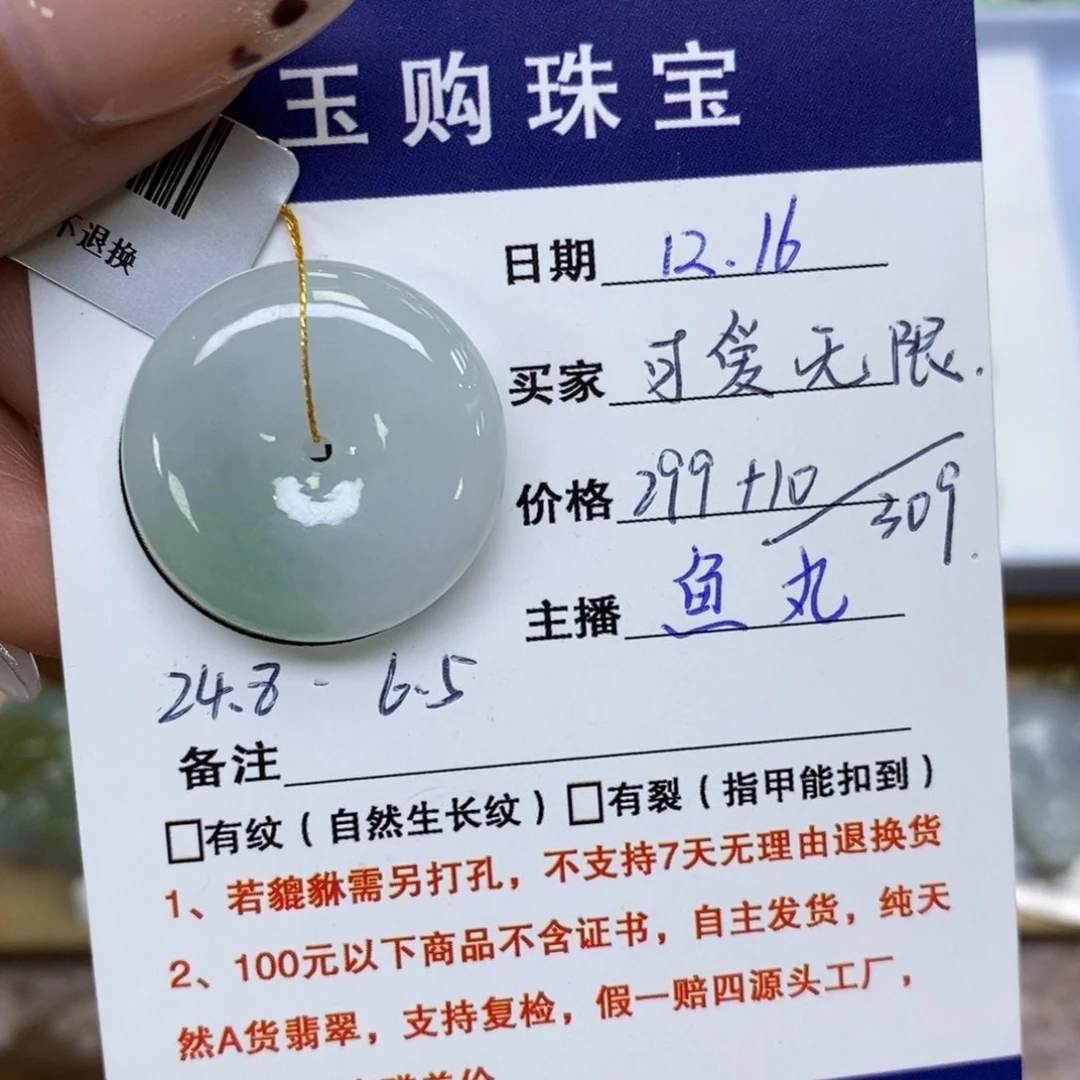 玉购珠宝
不退换
日期 12.16
买家 可爱无限.
价格 299+10 309
主播 鱼丸
24.8 - 6.5
备注
□有纹（自然生长纹）□有裂（指甲能扣到）
1、若貔貅需另打孔，不支持7天无理由退换货
2、100元以下商品不含证书，自主发货，纯天
然A货翡翠，支持复检，假一赔四源头工厂，